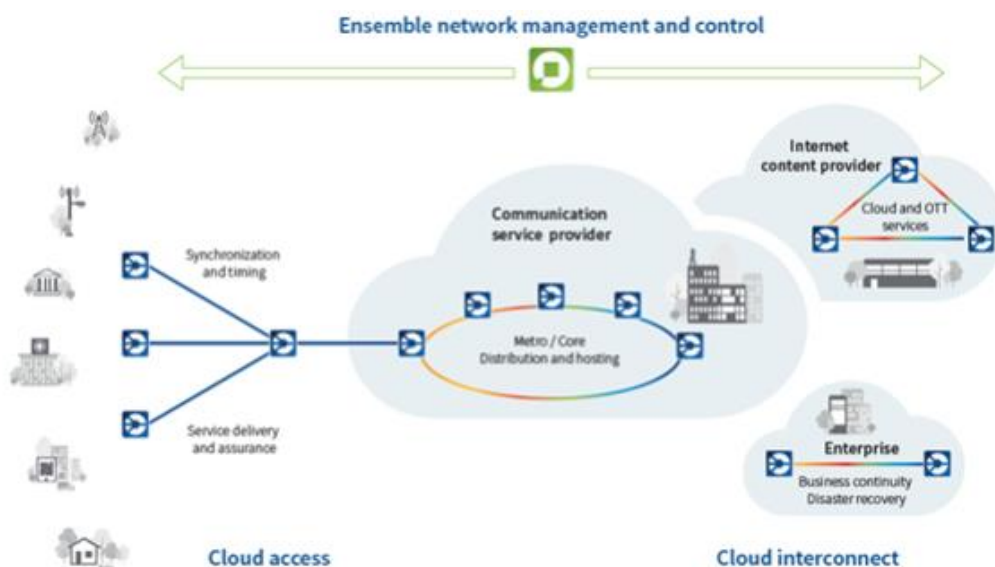 Ensemble network management and control
Internet
content provider
Cloud and OTT
services
Communication
service provider
Synchronization
and timing
Metro / Core
Distribution and hosting
Service delivery
and assurance
Enterprise
Business continuity
Disaster recovery
Cloud access
Cloud interconnect